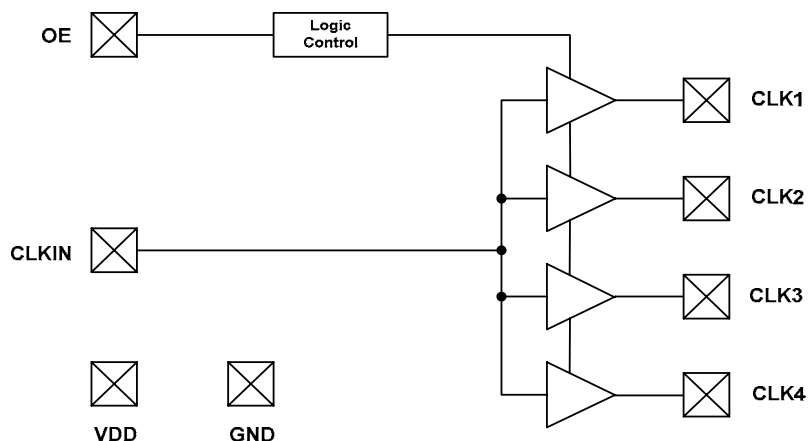 OE
Logic
Control
CLK1
CLK2
CLKIN
CLK3
CLK4
VDD
GND